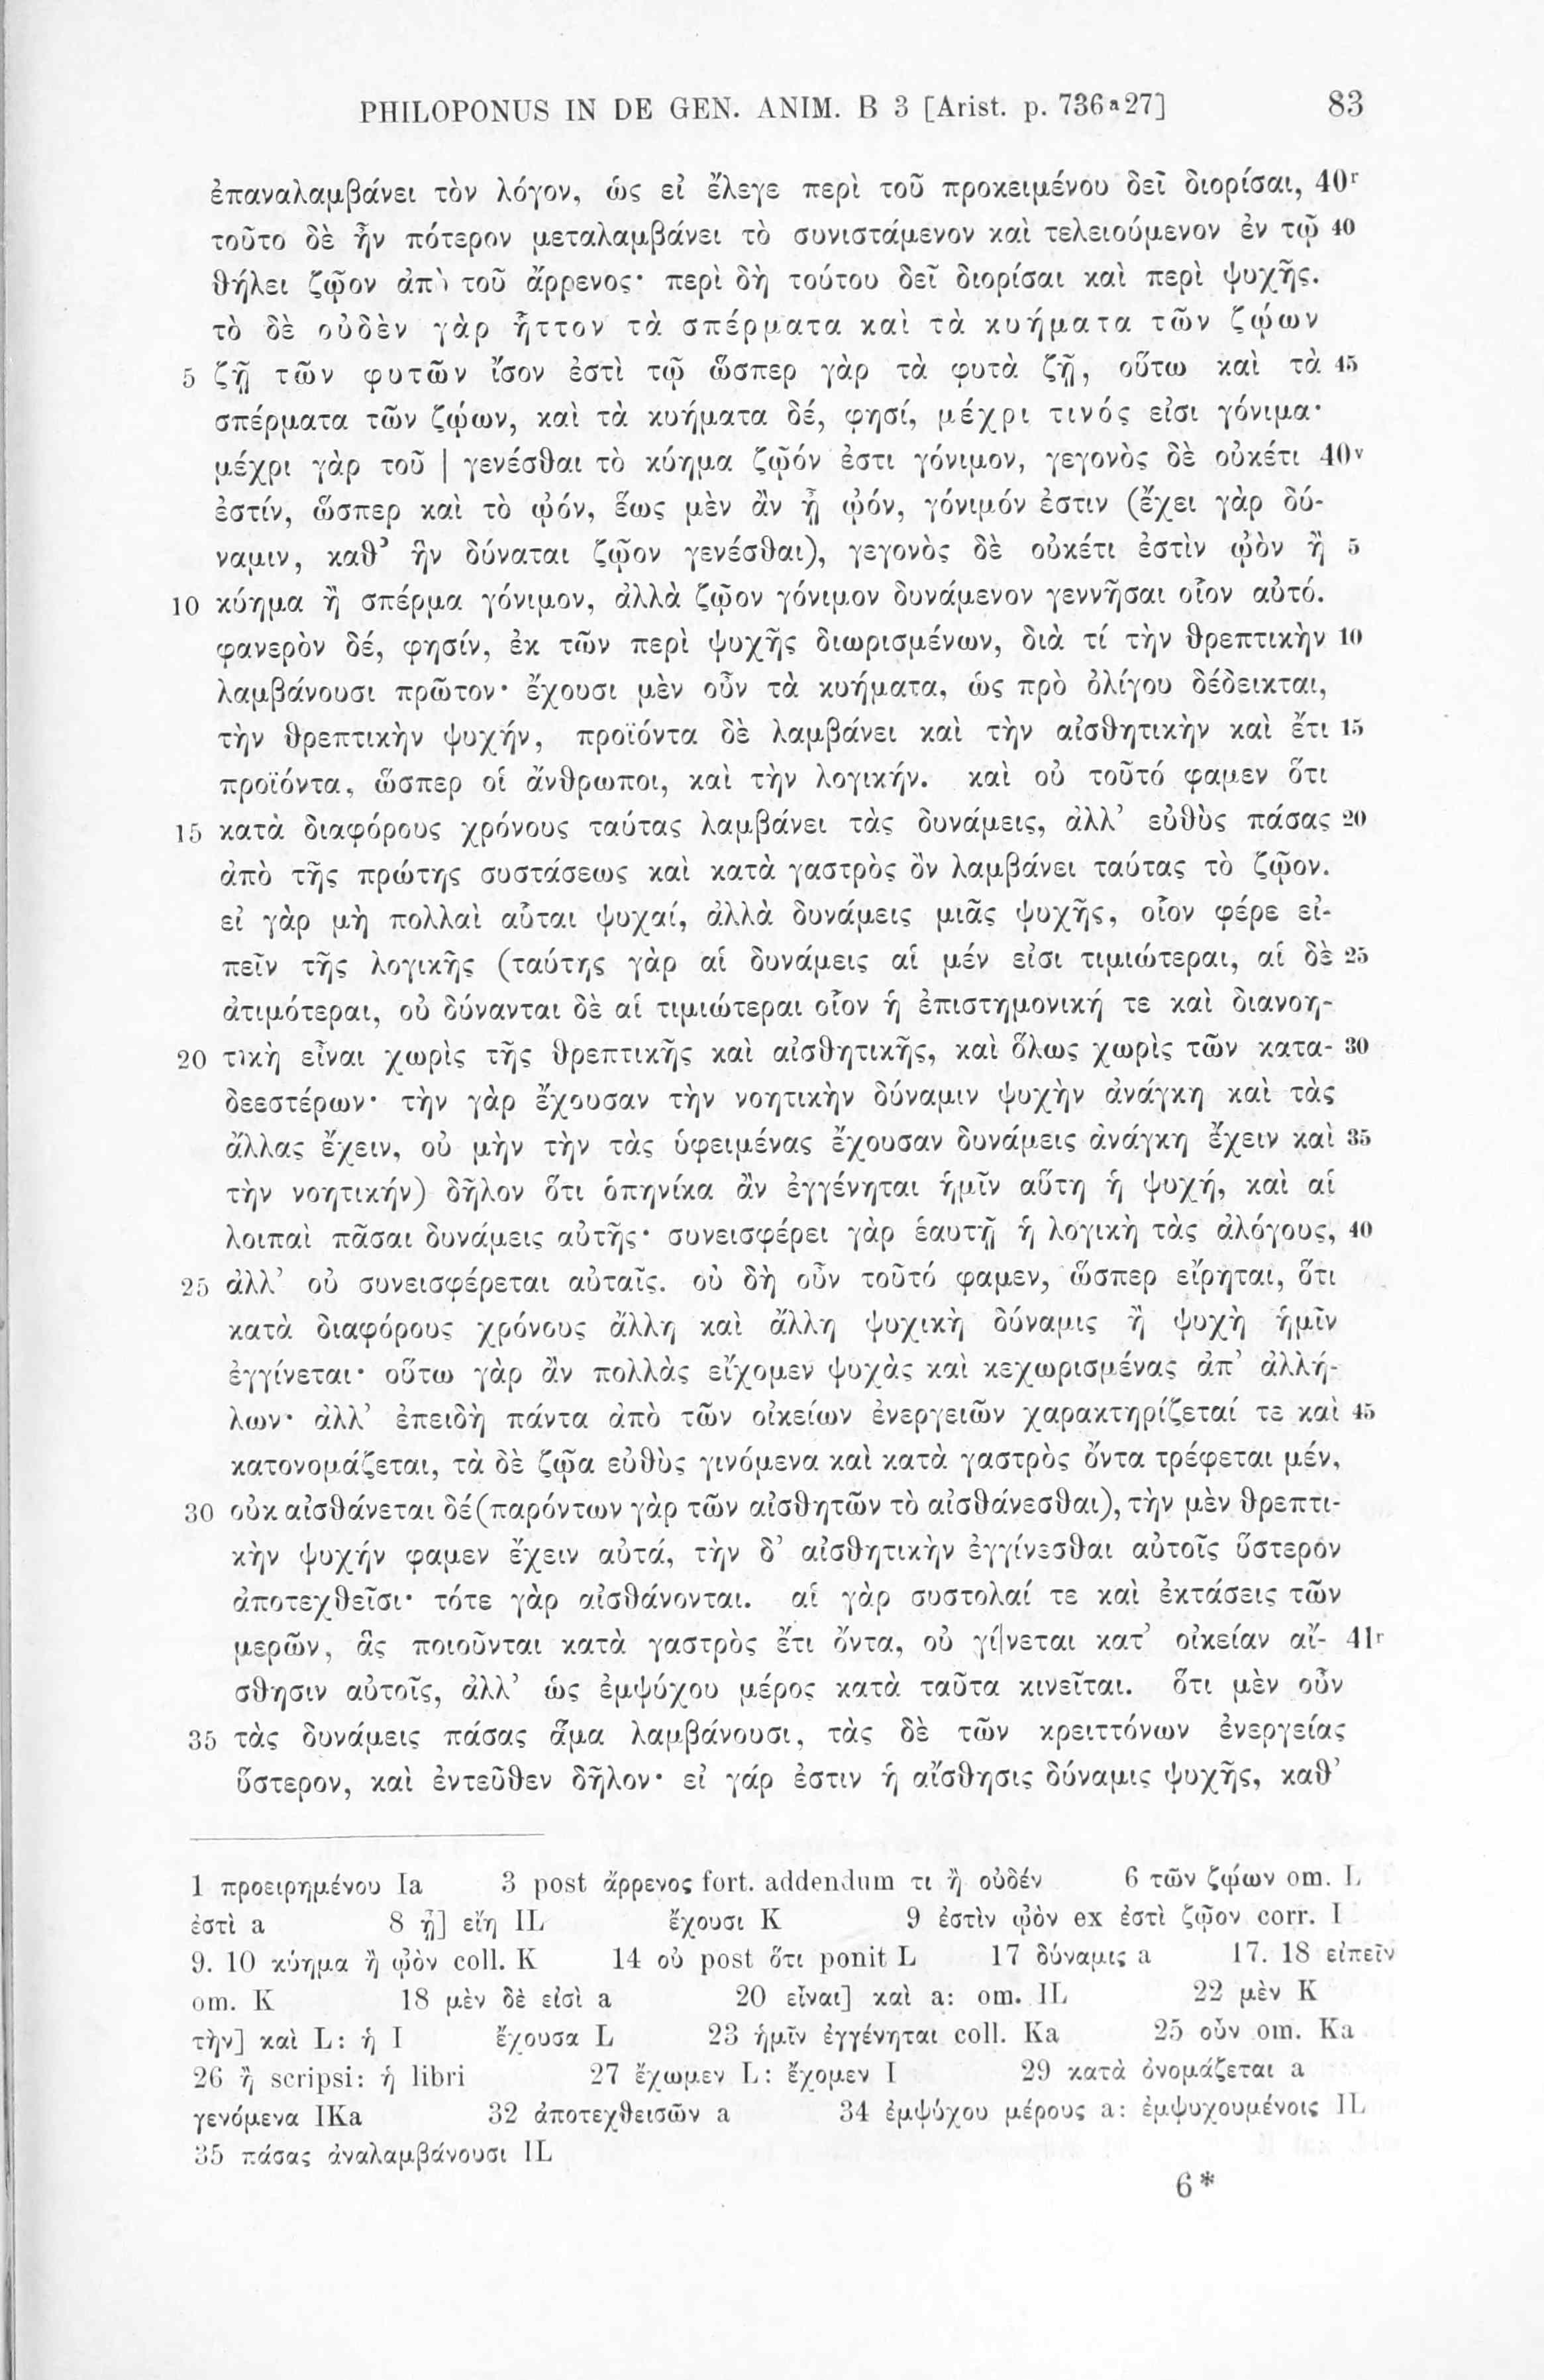 PHILOPONUS IN DE GEN. ANIM. B 3 [Arist. p. 736ª27] 83
ἐπαναλαμβάνει τὸν λόγον, ὡς εἰ ἔλεγε περὶ τοῦ προκειμένου δεῖ διορίσαι, 40ʳ
τοῦτο δὲ ἦν πότερον μεταλαμβάνει τὸ συνιστάμενον καὶ τελειούμενον ἐν τῷ 40
θήλει ζῷον ἀπὸ τοῦ ἄρρενος· περὶ δὴ τούτου δεῖ διορίσαι καὶ περὶ ψυχῆς.
τὸ δὲ οὐδὲν γὰρ ἧττον τὰ σπέρματα καὶ τὰ κυήματα τῶν ζῴων
5 ζῇ τῶν φυτῶν ἴσον ἐστὶ τῷ ὥσπερ γὰρ τὰ φυτὰ ζῇ, οὕτω καὶ τὰ 45
σπέρματα τῶν ζῴων, καὶ τὰ κυήματα δέ, φησί, μέχρι τινός εἰσι γόνιμα·
μέχρι γὰρ τοῦ | γενέσθαι τὸ κύημα ζῷόν ἐστι γόνιμον, γεγονὸς δὲ οὐκέτι 40ᵛ
ἐστίν, ὥσπερ καὶ τὸ ᾠόν, ἕως μὲν ἂν ᾖ ᾠόν, γόνιμόν ἐστιν (ἔχει γὰρ δύ-
ναμιν, καθ’ ἣν δύναται ζῷον γενέσθαι), γεγονὸς δὲ οὐκέτι ἐστὶν ᾠὸν ἢ 5
10 κύημα ἢ σπέρμα γόνιμον, ἀλλὰ ζῷον γόνιμον δυνάμενον γεννῆσαι οἷον αὐτό.
φανερὸν δέ, φησίν, ἐκ τῶν περὶ ψυχῆς διωρισμένων, διὰ τί τὴν θρεπτικὴν 10
λαμβάνουσι πρῶτον· ἔχουσι μὲν οὖν τὰ κυήματα, ὡς πρὸ ὀλίγου δέδεικται,
τὴν θρεπτικὴν ψυχήν, προϊόντα δὲ λαμβάνει καὶ τὴν αἰσθητικὴν καὶ ἔτι 15
προϊόντα, ὥσπερ οἱ ἄνθρωποι, καὶ τὴν λογικήν. καὶ οὐ τοῦτό φαμεν ὅτι
15 κατὰ διαφόρους χρόνους ταύτας λαμβάνει τὰς δυνάμεις, ἀλλ’ εὐθὺς πάσας 20
ἀπὸ τῆς πρώτης συστάσεως καὶ κατὰ γαστρὸς ὂν λαμβάνει ταύτας τὸ ζῷον.
εἰ γὰρ μὴ πολλαὶ αὗται ψυχαί, ἀλλὰ δυνάμεις μιᾶς ψυχῆς, οἷον φέρε εἰ-
πεῖν τῆς λογικῆς (ταύτης γὰρ αἱ δυνάμεις αἱ μέν εἰσι τιμιώτεραι, αἱ δὲ 25
ἀτιμότεραι, οὐ δύνανται δὲ αἱ τιμιώτεραι οἷον ἡ ἐπιστημονική τε καὶ διανοη-
20 τικὴ εἶναι χωρὶς τῆς θρεπτικῆς καὶ αἰσθητικῆς, καὶ ὅλως χωρὶς τῶν κατα- 30
δεεστέρων· τὴν γὰρ ἔχουσαν τὴν νοητικὴν δύναμιν ψυχὴν ἀνάγκη καὶ τὰς
ἄλλας ἔχειν, οὐ μὴν τὴν τὰς ὑφειμένας ἔχουσαν δυνάμεις ἀνάγκη ἔχειν καὶ 35
τὴν νοητικήν) δῆλον ὅτι ὁπηνίκα ἂν ἐγγένηται ἡμῖν αὕτη ἡ ψυχή, καὶ αἱ
λοιπαὶ πᾶσαι δυνάμεις αὐτῆς· συνεισφέρει γὰρ ἑαυτῇ ἡ λογικὴ τὰς ἀλόγους, 40
25 ἀλλ’ οὐ συνεισφέρεται αὐταῖς. οὐ δὴ οὖν τοῦτό φαμεν, ὥσπερ εἴρηται, ὅτι
κατὰ διαφόρους χρόνους ἄλλη καὶ ἄλλη ψυχικὴ δύναμις ἢ ψυχὴ ἡμῖν
ἐγγίνεται· οὕτω γὰρ ἂν πολλὰς εἴχομεν ψυχὰς καὶ κεχωρισμένας ἀπ’ ἀλλή-
λων· ἀλλ’ ἐπειδὴ πάντα ἀπὸ τῶν οἰκείων ἐνεργειῶν χαρακτηρίζεταί τε καὶ 45
κατονομάζεται, τὰ δὲ ζῷα εὐθὺς γινόμενα καὶ κατὰ γαστρὸς ὄντα τρέφεται μέν,
30 οὐκ αἰσθάνεται δέ (παρόντων γὰρ τῶν αἰσθητῶν τὸ αἰσθάνεσθαι), τὴν μὲν θρεπτι-
κὴν ψυχήν φαμεν ἔχειν αὐτά, τὴν δ’ αἰσθητικὴν ἐγγίνεσθαι αὐτοῖς ὕστερον
ἀποτεχθεῖσι· τότε γὰρ αἰσθάνονται. αἱ γὰρ συστολαί τε καὶ ἐκτάσεις τῶν
μερῶν, ἃς ποιοῦνται κατὰ γαστρὸς ἔτι ὄντα, οὐ γί|νεται κατ’ οἰκείαν αἴ- 41ʳ
σθησιν αὐτοῖς, ἀλλ’ ὡς ἐμψύχου μέρος κατὰ ταῦτα κινεῖται. ὅτι μὲν οὖν
35 τὰς δυνάμεις πάσας ἅμα λαμβάνουσι, τὰς δὲ τῶν κρειττόνων ἐνεργείας
ὕστερον, καὶ ἐντεῦθεν δῆλον· εἰ γάρ ἐστιν ἡ αἴσθησις δύναμις ψυχῆς, καθ’
1 προειρημένου Ia 3 post ἄρρενος fort. addendum τι ἢ οὐδέν 6 τῶν ζῴων om. L
ἐστὶ a 8 ᾖ] εἴη IL ἔχουσι K 9 ἐστὶν ᾠὸν ex ἐστὶ ζῷον corr. I
9. 10 κύημα ἢ ᾠὸν coll. K 14 οὐ post ὅτι ponit L 17 δύναμις a 17. 18 εἰπεῖν
om. K 18 μὲν δὲ εἰσὶ a 20 εἶναι] καὶ a: om. IL 22 μὲν K
τὴν] καὶ L: ἡ I ἔχουσα L 23 ἡμῖν ἐγγένηται coll. Ka 25 οὖν om. Ka
26 ἢ scripsi: ἡ libri 27 ἔχωμεν L: ἔχομεν I 29 κατὰ ὀνομάζεται a
γενόμενα IKa 32 ἀποτεχθεισῶν a 34 ἐμψύχου μέρους a: ἐμψυχουμένοις IL
35 πάσας ἀναλαμβάνουσι IL
6*